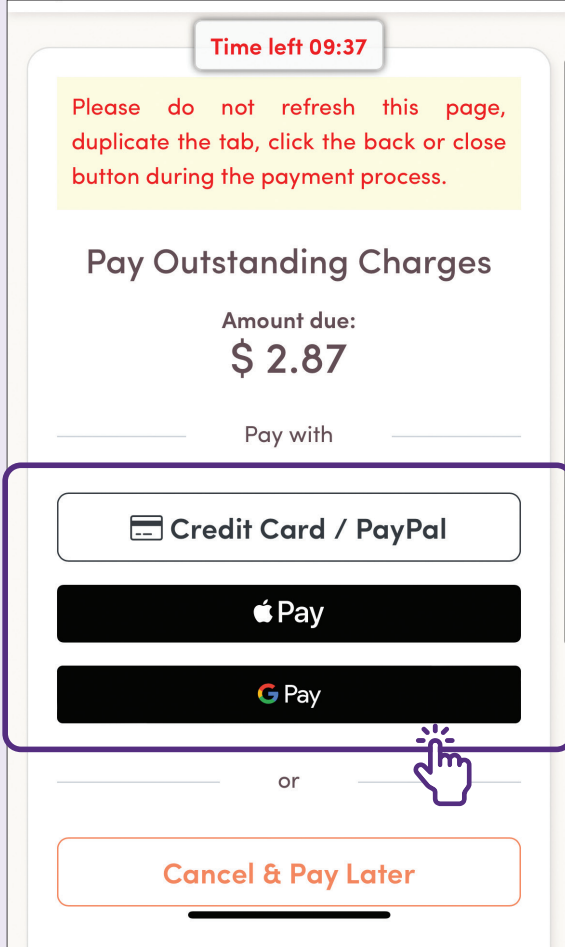 Time left 09:37
Please do not refresh this page,
duplicate the tab, click the back or close
button during the payment process.
Pay Outstanding Charges
Amount due:
$ 2.87
Pay with
Credit Card / PayPal
Pay
G Pay
or
Cancel & Pay Later